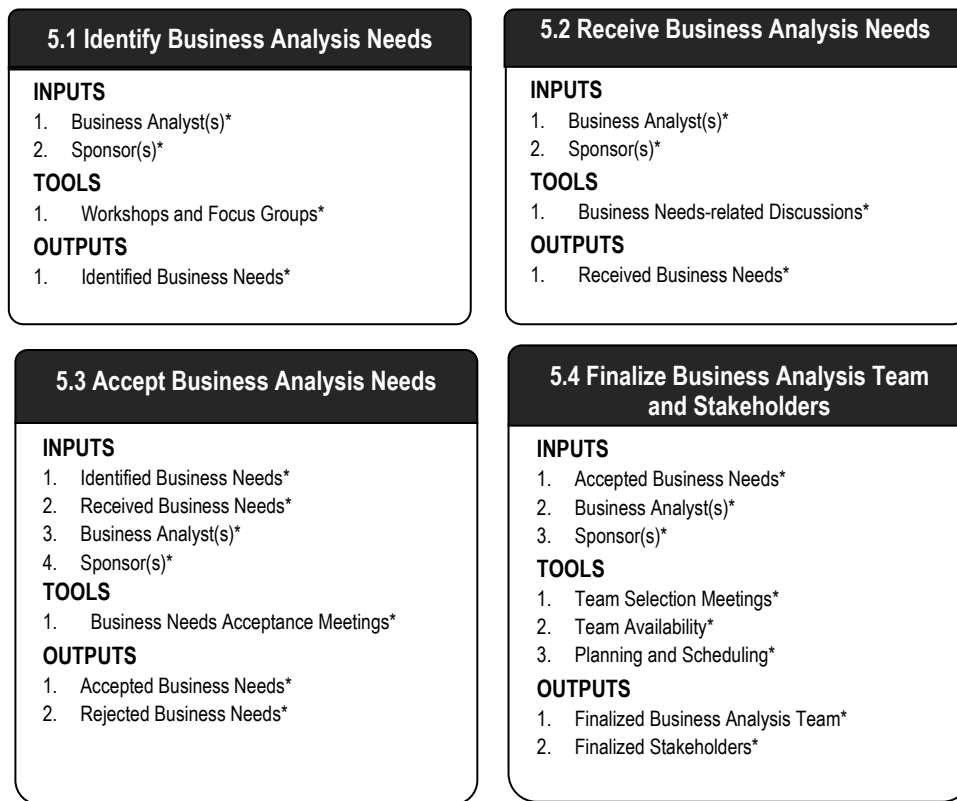 5.1 Identify Business Analysis Needs
INPUTS
1. Business Analyst(s)*
2. Sponsor(s)*
TOOLS
1. Workshops and Focus Groups*
OUTPUTS
1. Identified Business Needs*
5.2 Receive Business Analysis Needs
INPUTS
1. Business Analyst(s)*
2. Sponsor(s)*
TOOLS
1. Business Needs-related Discussions*
OUTPUTS
1. Received Business Needs*
5.3 Accept Business Analysis Needs
INPUTS
1. Identified Business Needs*
2. Received Business Needs*
3. Business Analyst(s)*
4. Sponsor(s)*
TOOLS
1. Business Needs Acceptance Meetings*
OUTPUTS
1. Accepted Business Needs*
2. Rejected Business Needs*
5.4 Finalize Business Analysis Team
and Stakeholders
INPUTS
1. Accepted Business Needs*
2. Business Analyst(s)*
3. Sponsor(s)*
TOOLS
1. Team Selection Meetings*
2. Team Availability*
3. Planning and Scheduling*
OUTPUTS
1. Finalized Business Analysis Team*
2. Finalized Stakeholders*